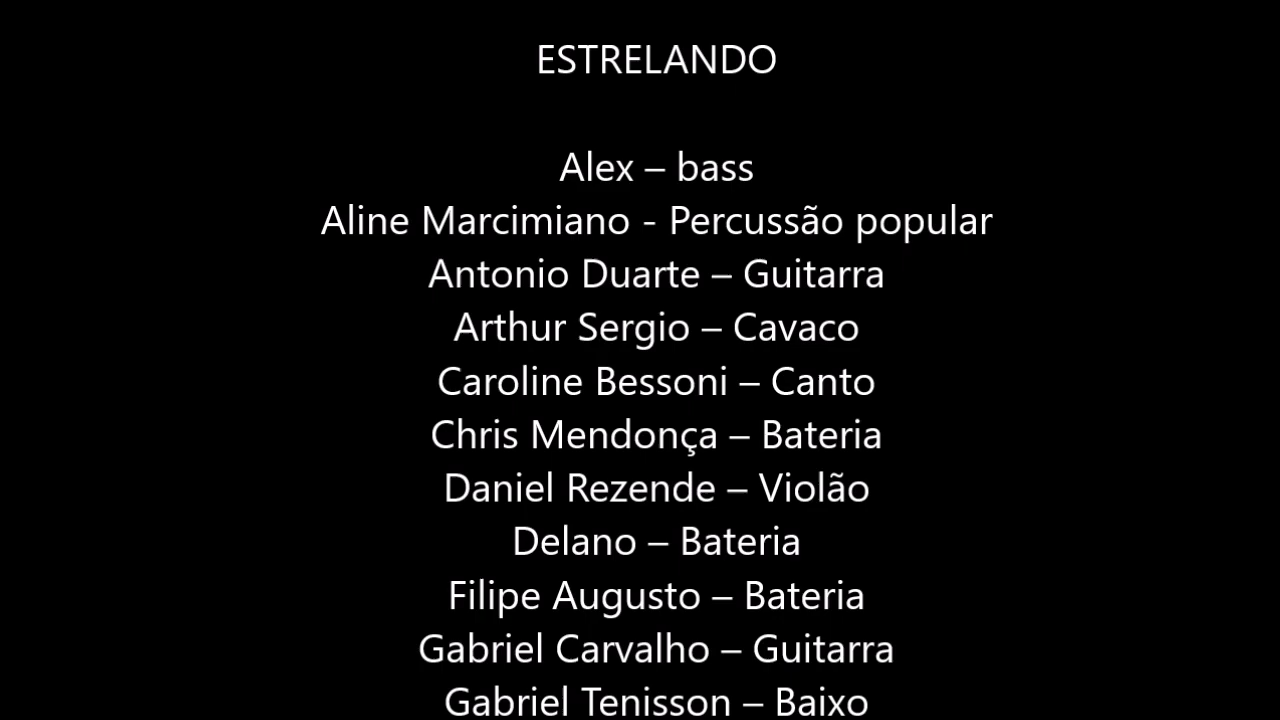 ESTRELANDO
Alex – bass
Aline Marcimiano - Percussão popular
Antonio Duarte – Guitarra
Arthur Sergio – Cavaco
Caroline Bessoni – Canto
Chris Mendonça – Bateria
Daniel Rezende – Violão
Delano – Bateria
Filipe Augusto – Bateria
Gabriel Carvalho – Guitarra
Gabriel Tenisson – Baixo